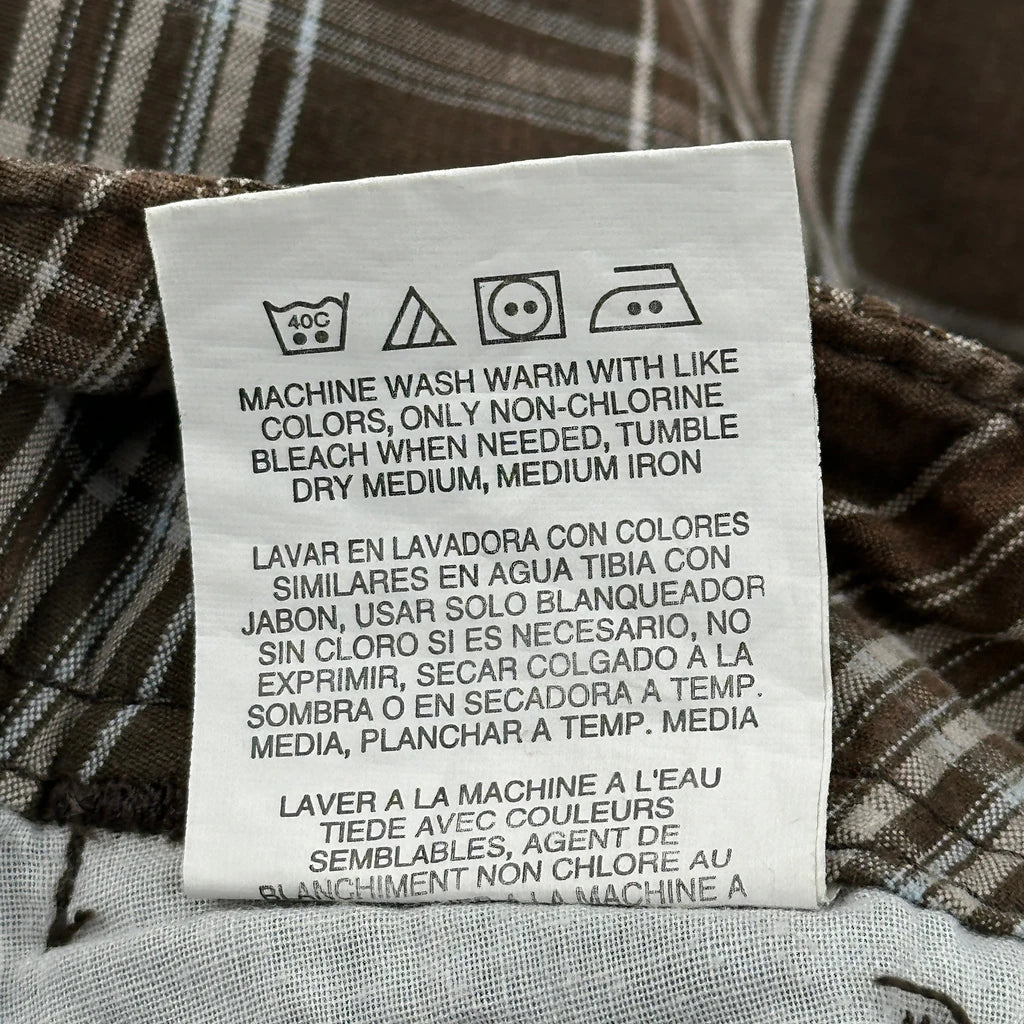 40C
MACHINE WASH WARM WITH LIKE
COLORS, ONLY NON-CHLORINE
BLEACH WHEN NEEDED, TUMBLE
DRY MEDIUM, MEDIUM IRON
LAVAR EN LAVADORA CON COLORES
SIMILARES EN AGUA TIBIA CON
JABON, USAR SOLO BLANQUEADOR
SIN CLORO SI ES NECESARIO, NO
EXPRIMIR, SECAR COLGADO A LA
SOMBRA O EN SECADORA A TEMP.
MEDIA, PLANCHAR A TEMP. MEDIA
LAVER A LA MACHINE A L'EAU
TIEDE AVEC COULEURS
SEMBLABLES, AGENT DE
BLANCHIMENT NON CHLORE AU
A LA MACHINE A